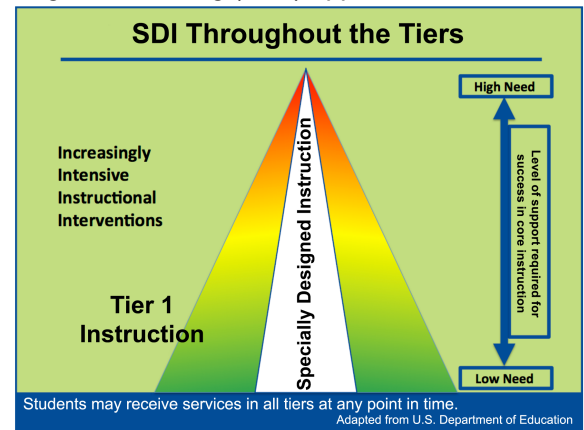 SDI Throughout the Tiers
High Need
Increasingly
Intensive
Instructional
Interventions
Specially Designed Instruction
Level of support required for
success in core instruction
Tier 1
Instruction
Low Need
Students may receive services in all tiers at any point in time.
Adapted from U.S. Department of Education